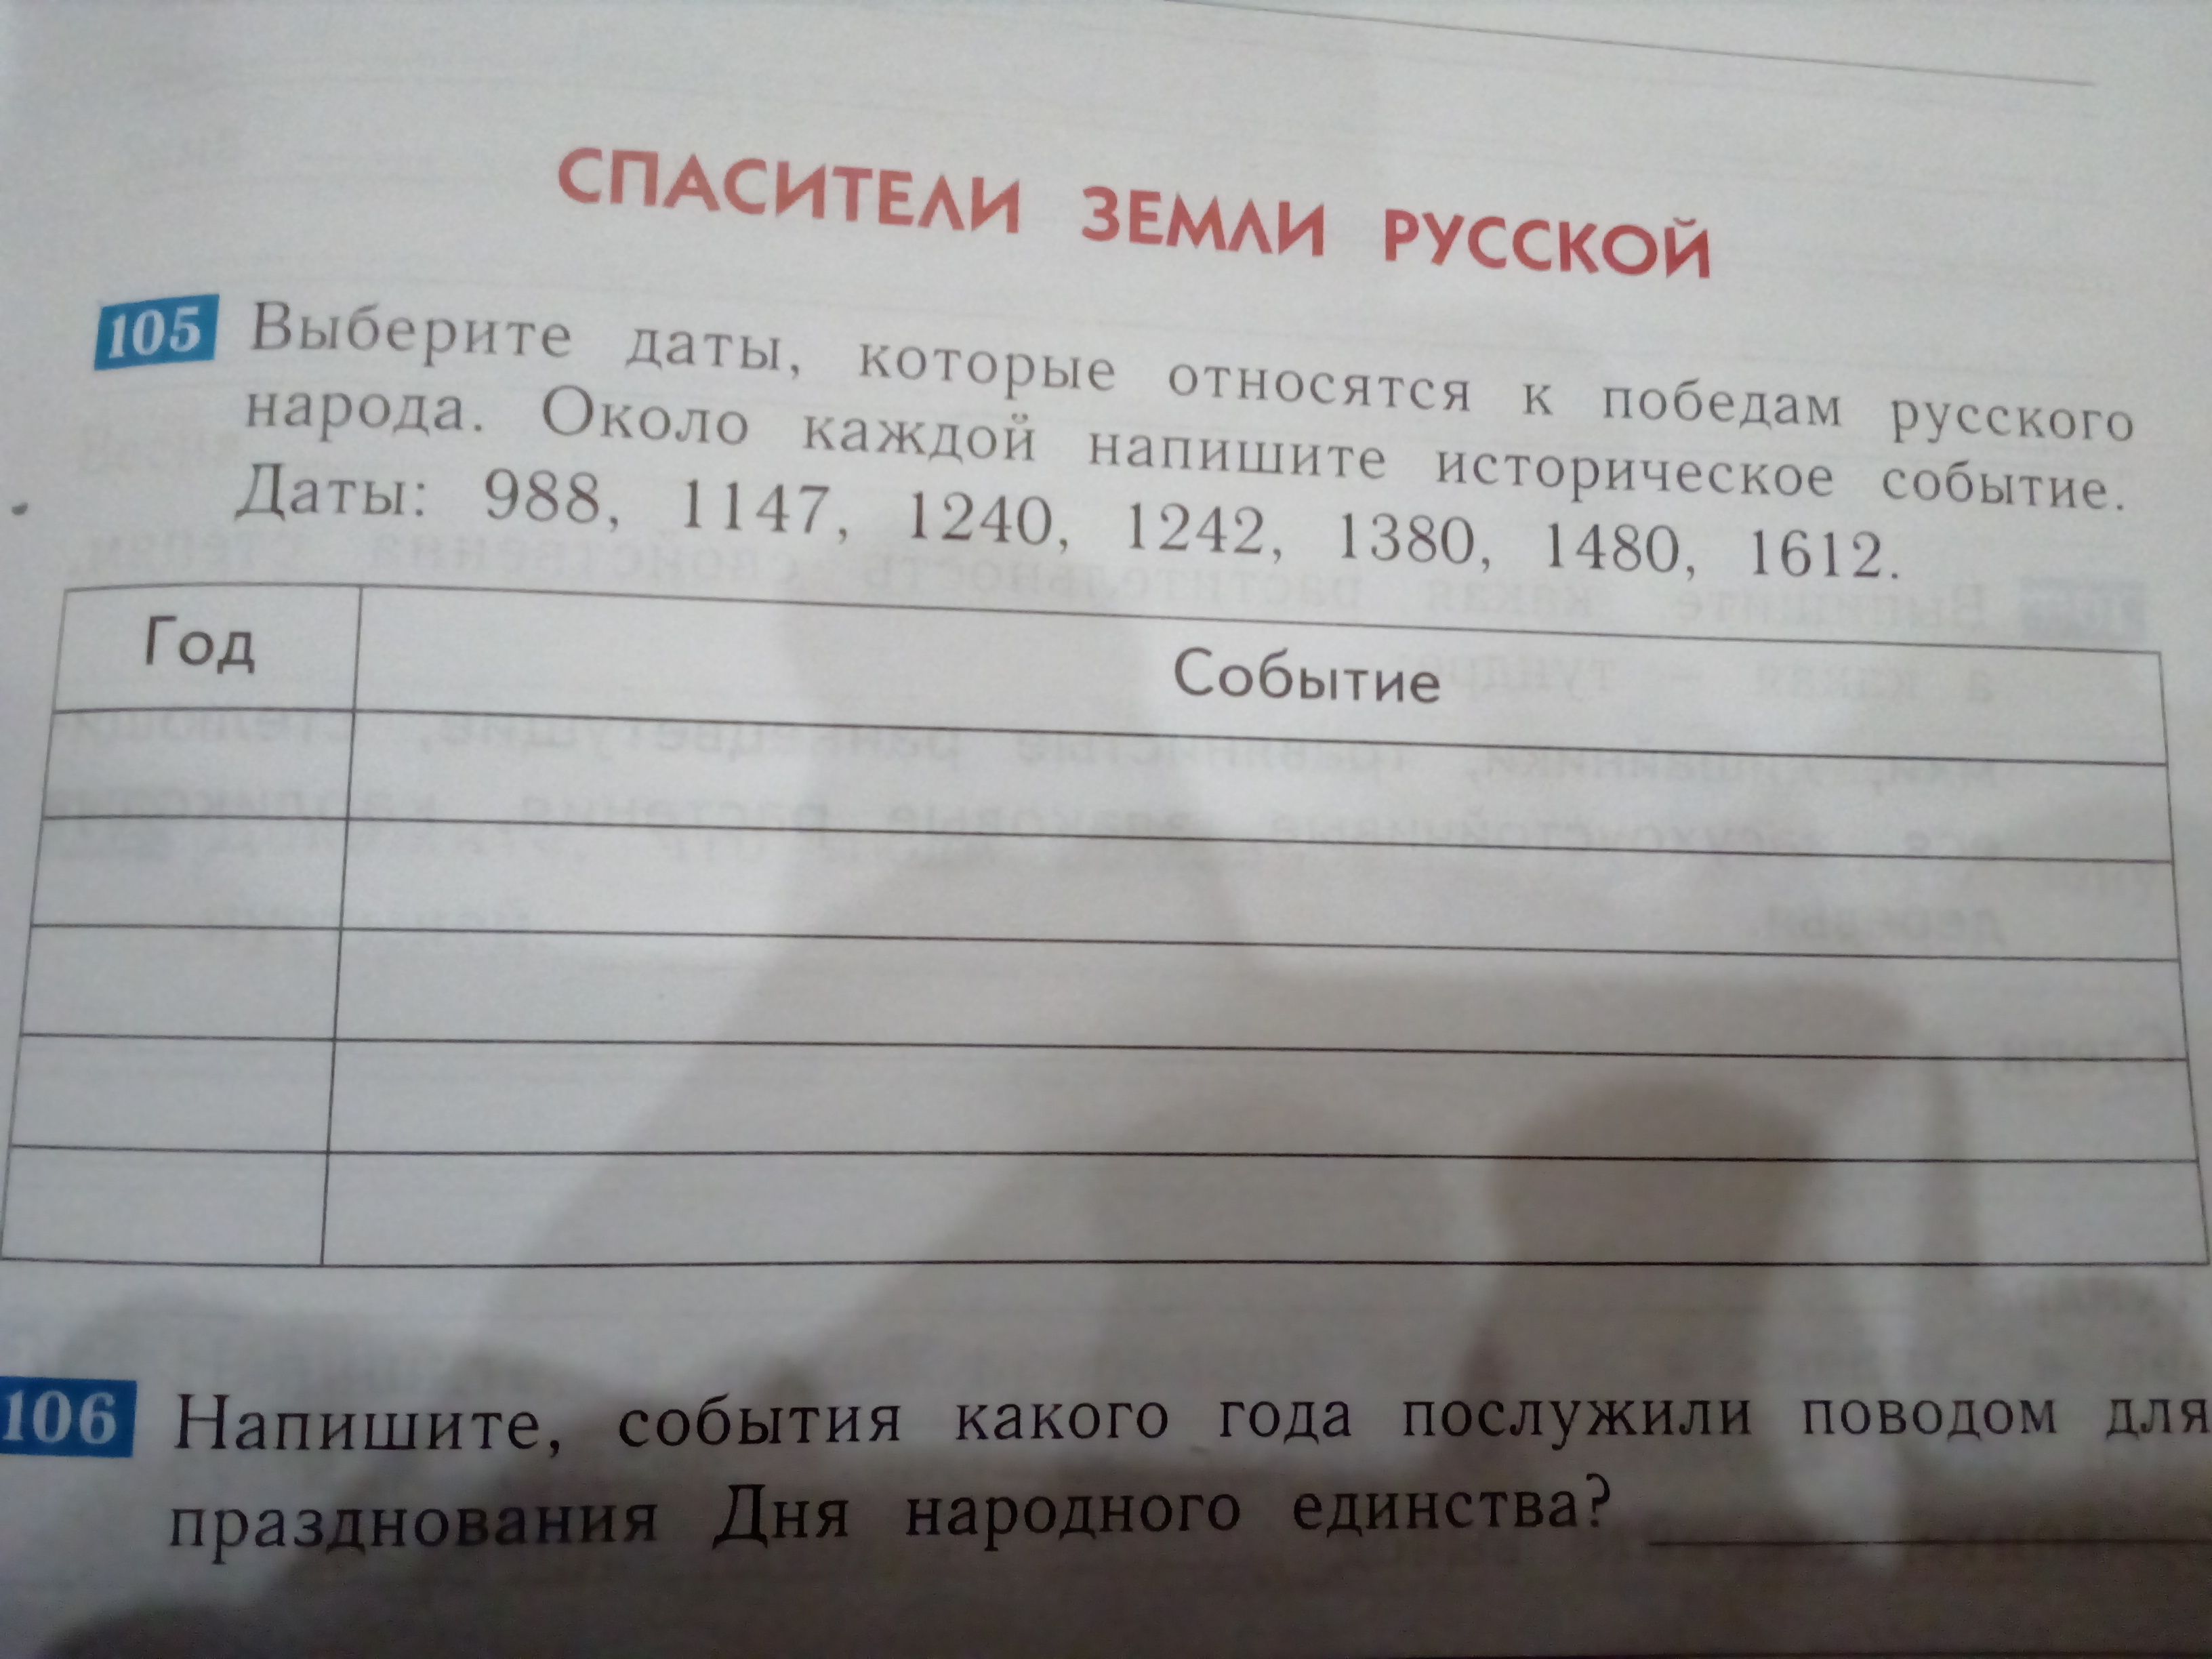 СПАСИТЕЛИ ЗЕМЛИ РУССКОЙ
105 Выберите даты, которые относятся к победам русского
народа. Около каждой напишите историческое событие.
Даты: 988, 1147, 1240, 1242, 1380, 1480, 1612.
Год Событие
106 Напишите, события какого года послужили поводом для
празднования Дня народного единства?